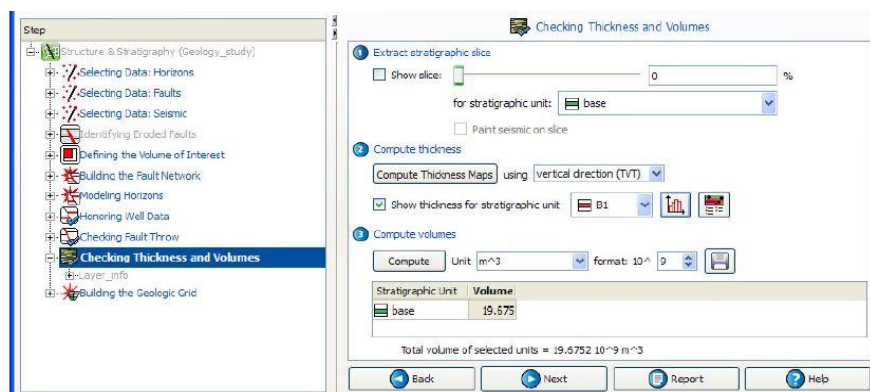 Step
Structure & Stratigraphy (Geology_study)
Selecting Data: Horizons
Selecting Data: Faults
Selecting Data: Seismic
Identifying Eroded Faults
Defining the Volume of Interest
Building the Fault Network
Modeling Horizons
Honoring Well Data
Checking Fault Throw
Checking Thickness and Volumes
Layer_info
Building the Geologic Grid
Checking Thickness and Volumes
1 Extract stratigraphic slice
Show slice: 0 %
for stratigraphic unit: base
Paint seismic on slice
2 Compute thickness
Compute Thickness Maps using vertical direction (TVT)
Show thickness for stratigraphic unit B1
3 Compute volumes
Compute Unit m^3 format: 10^ 9
Stratigraphic Unit Volume
base 19.675
Total volume of selected units = 19.6752 10^9 m^3
Back Next Report Help